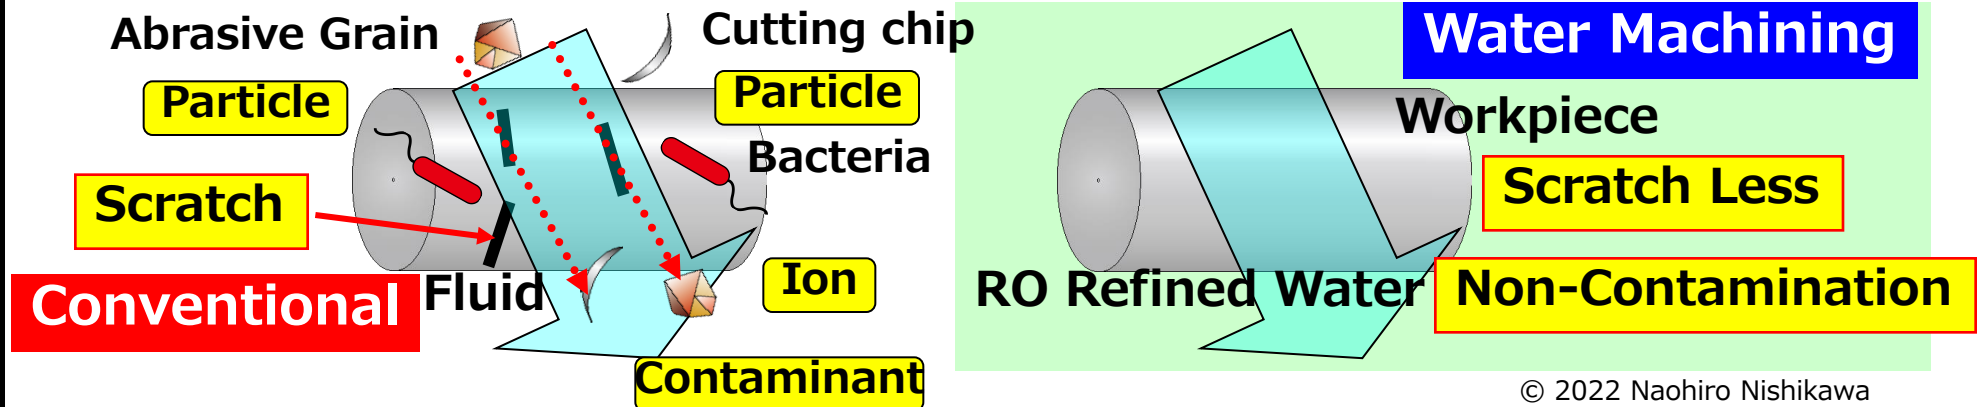 Abrasive Grain
Cutting chip
Particle
Particle
Bacteria
Scratch
Ion
Fluid
Conventional
Contaminant
Water Machining
Workpiece
Scratch Less
RO Refined Water
Non-Contamination
© 2022 Naohiro Nishikawa